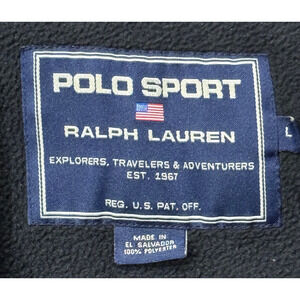 POLO SPORT
RALPH LAUREN
EXPLORERS, TRAVELERS & ADVENTURERS
EST. 1967
REG. U.S. PAT. OFF.
L
MADE IN
EL SALVADOR
100% POLYESTER